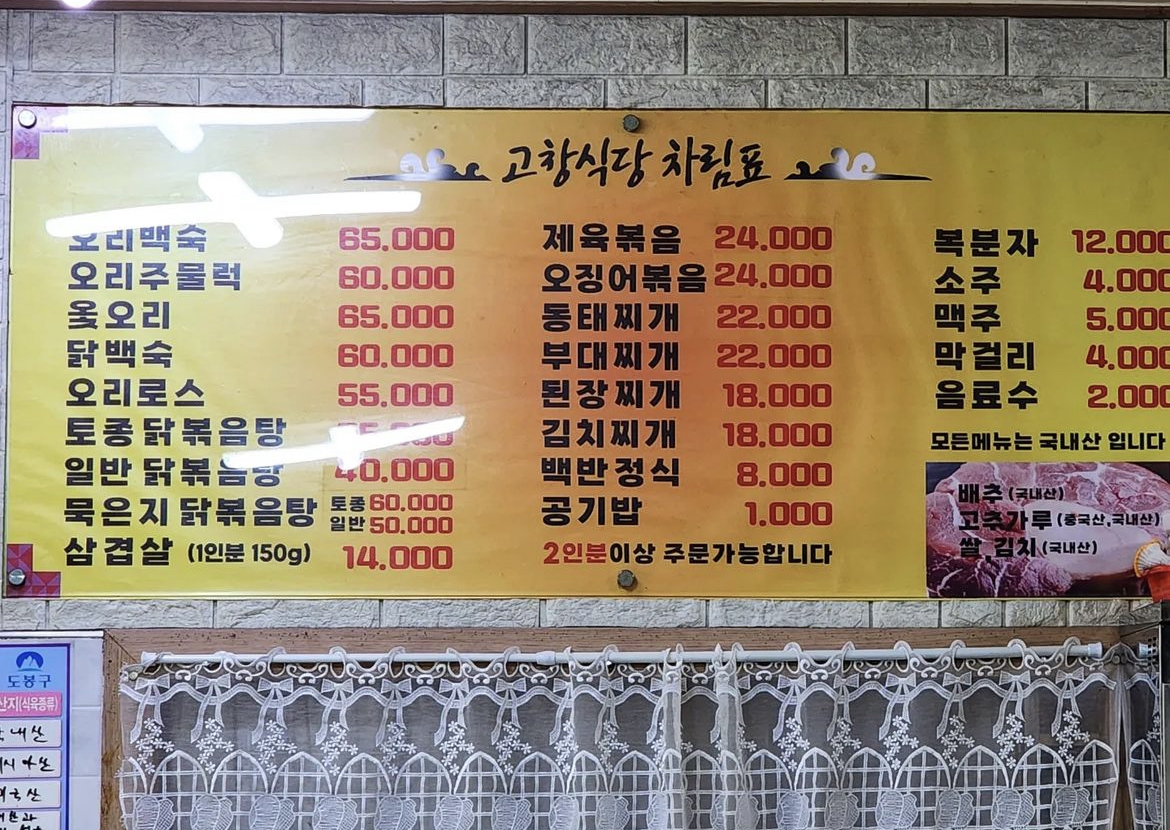 고창식당 차림표
오리백숙 65.000
오리주물럭 60.000
옻오리 65.000
닭백숙 60.000
오리로스 55.000
토종닭볶음탕
일반 닭볶음탕 40.000
묵은지 닭볶음탕 토종 60.000
일반 50.000
삼겹살 (1인분 150g) 14.000
제육볶음 24.000
오징어볶음 24.000
동태찌개 22.000
부대찌개 22.000
된장찌개 18.000
김치찌개 18.000
백반정식 8.000
공기밥 1.000
2인분이상 주문가능합니다
복분자 12.000
소주 4.000
맥주 5.000
막걸리 4.000
음료수 2.000
모든메뉴는 국내산 입니다
배추 (국내산)
고추가루 (중국산,국내산)
쌀, 김치 (국내산)
도봉구
산지(식육종류)